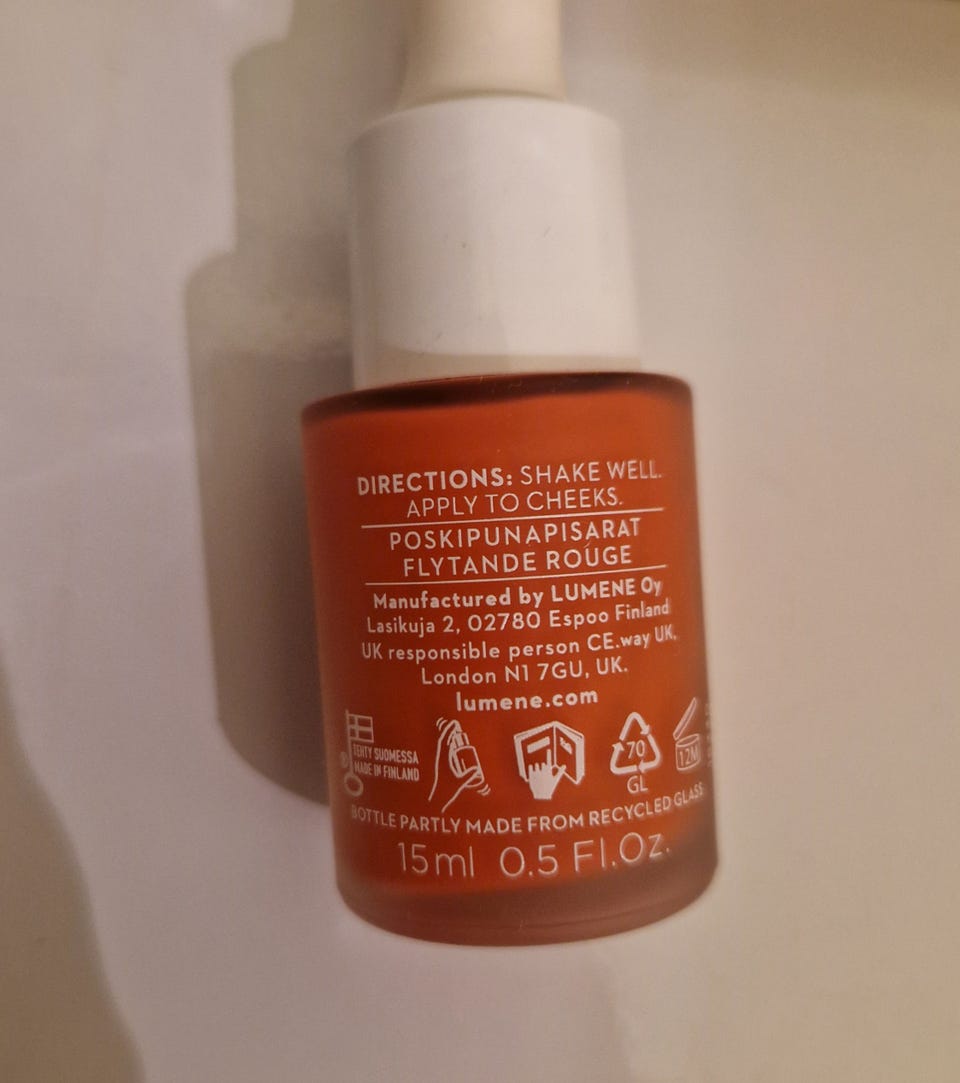 DIRECTIONS: SHAKE WELL.
APPLY TO CHEEKS.
POSKIPUNAPISARAT
FLYTANDE ROUGE
Manufactured by LUMENE Oy
Lasikuja 2, 02780 Espoo Finland
UK responsible person CE.way UK,
London N1 7GU, UK.
lumene.com
TEHTY SUOMESSA
MADE IN FINLAND
70
GL
12M
BOTTLE PARTLY MADE FROM RECYCLED GLASS
15ml 0.5 Fl.Oz.